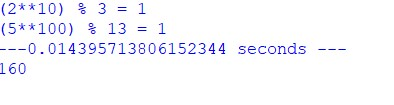 (2**10) % 3 = 1
(5**100) % 13 = 1
---0.014395713806152344 seconds ---
160